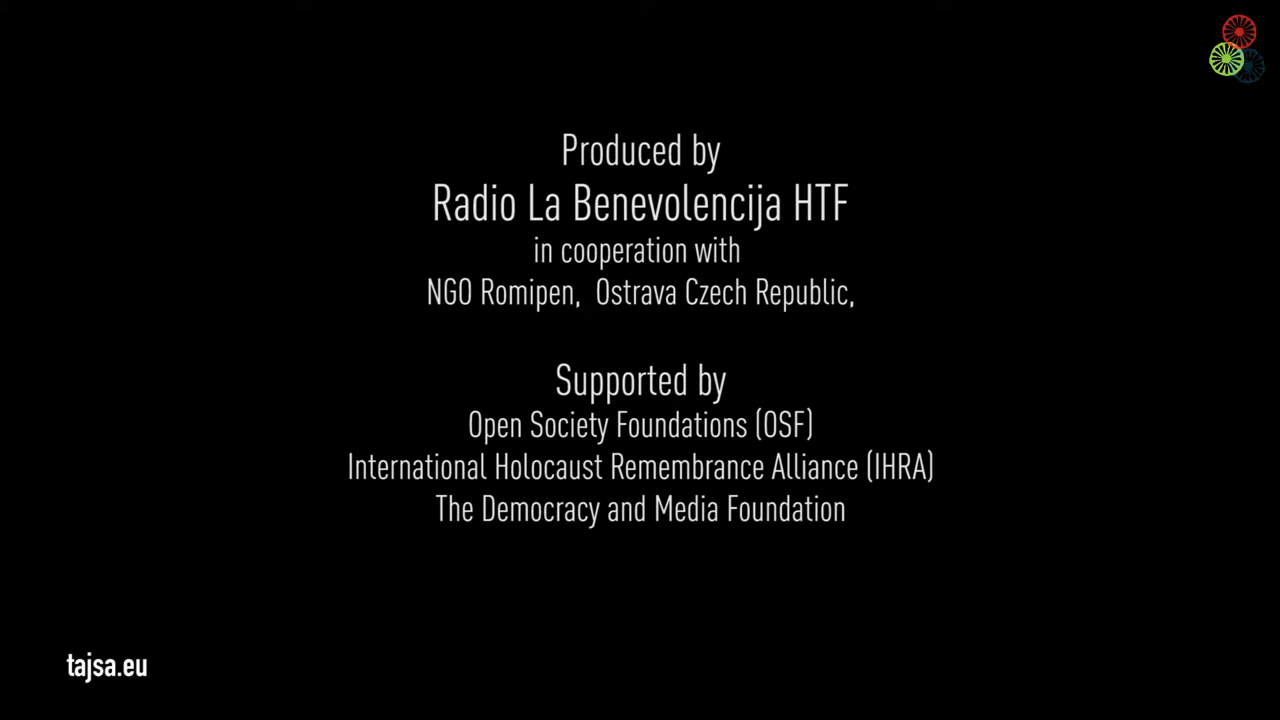 Produced by
Radio La Benevolencija HTF
in cooperation with
NGO Romipen,  Ostrava Czech Republic,
Supported by
Open Society Foundations (OSF)
International Holocaust Remembrance Alliance (IHRA)
The Democracy and Media Foundation
tajsa.eu